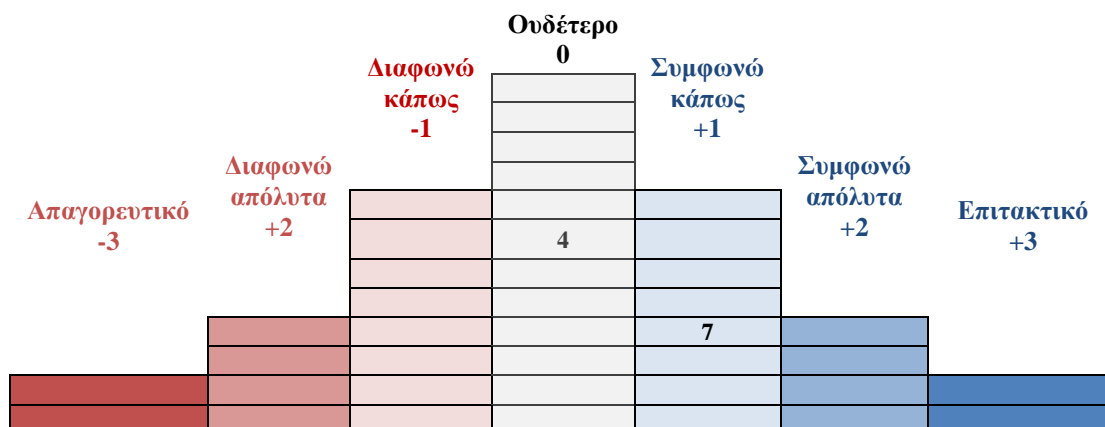 Ουδέτερο
0
Διαφωνώ
κάπως
-1
Συμφωνώ
κάπως
+1
Διαφωνώ
απόλυτα
+2
Συμφωνώ
απόλυτα
+2
Απαγορευτικό
-3
Επιτακτικό
+3
4
7